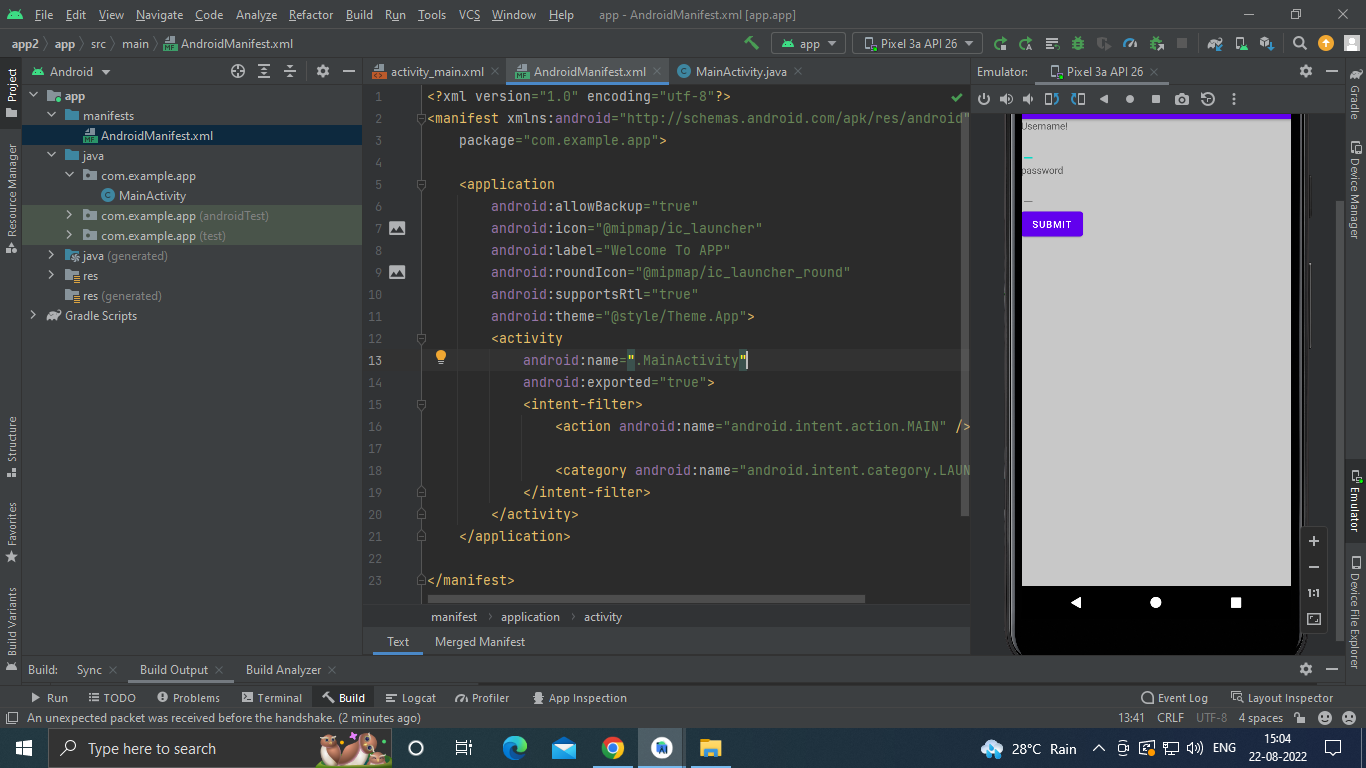 File Edit View Navigate Code Analyze Refactor Build Run Tools VCS Window Help app - AndroidManifest.xml [app.app]
app2 app src main AndroidManifest.xml app Pixel 3a API 26
Project
Resource Manager
Structure
Favorites
Build Variants
Android
app
manifests
AndroidManifest.xml
java
com.example.app
MainActivity
com.example.app (androidTest)
com.example.app (test)
java (generated)
res
res (generated)
Gradle Scripts
activity_main.xml AndroidManifest.xml MainActivity.java
1 <?xml version="1.0" encoding="utf-8"?>
2 <manifest xmlns:android="http://schemas.android.com/apk/res/android"
3 package="com.example.app">
4
5 <application
6 android:allowBackup="true"
7 android:icon="@mipmap/ic_launcher"
8 android:label="Welcome To APP"
9 android:roundIcon="@mipmap/ic_launcher_round"
10 android:supportsRtl="true"
11 android:theme="@style/Theme.App">
12 <activity
13 android:name=".MainActivity"
14 android:exported="true">
15 <intent-filter>
16 <action android:name="android.intent.action.MAIN" />
17
18 <category android:name="android.intent.category.LAUN
19 </intent-filter>
20 </activity>
21 </application>
22
23 </manifest>
manifest application activity
Text Merged Manifest
Emulator: Pixel 3a API 26
Username!
password
SUBMIT
1:1
Gradle
Device Manager
Emulator
Device File Explorer
Build: Sync Build Output Build Analyzer
Run TODO Problems Terminal Build Logcat Profiler App Inspection Event Log Layout Inspector
An unexpected packet was received before the handshake. (2 minutes ago) 13:41 CRLF UTF-8 4 spaces
Type here to search
28°C Rain ENG
15:04
22-08-2022